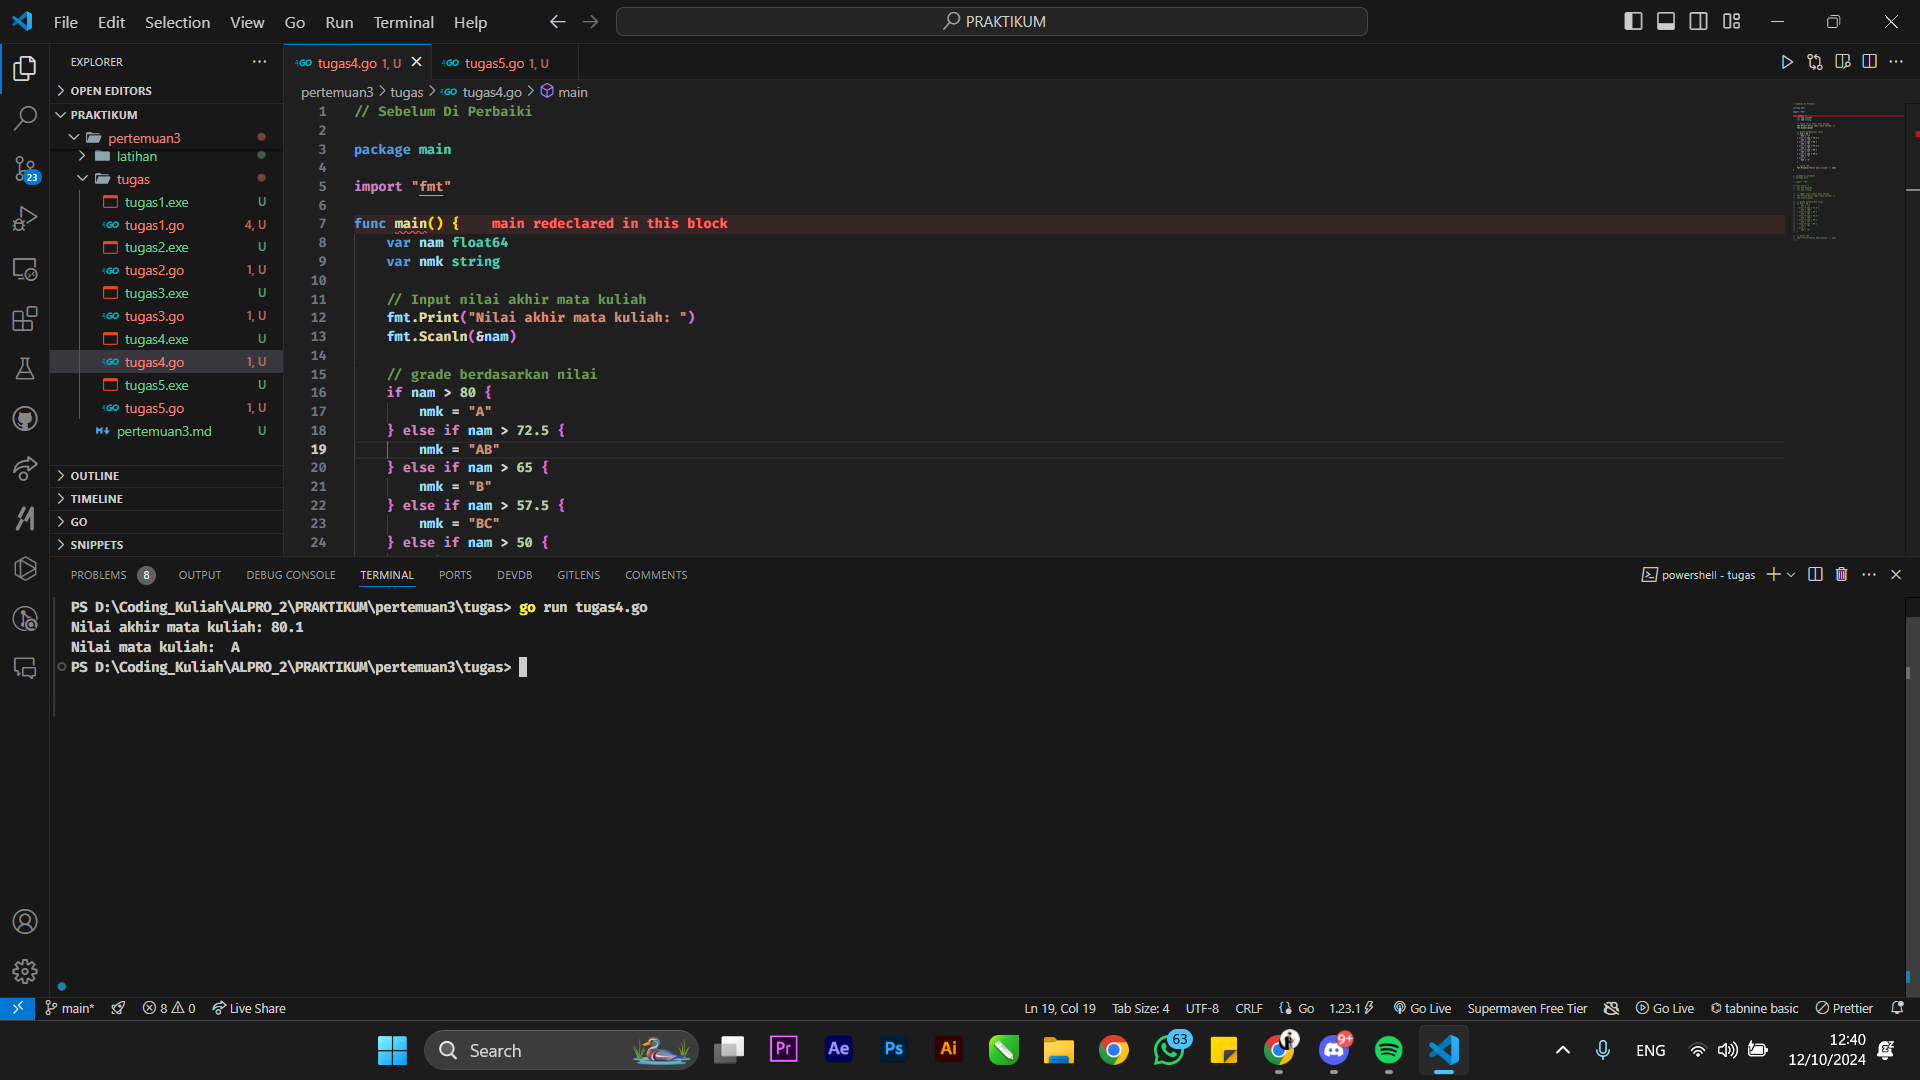 File Edit Selection View Go Run Terminal Help
PRAKTIKUM
EXPLORER
OPEN EDITORS
PRAKTIKUM
pertemuan3
latihan
tugas
tugas1.exe U
tugas1.go 4, U
tugas2.exe U
tugas2.go 1, U
tugas3.exe U
tugas3.go 1, U
tugas4.exe U
tugas4.go 1, U
tugas5.exe U
tugas5.go 1, U
pertemuan3.md U
OUTLINE
TIMELINE
GO
SNIPPETS
23
tugas4.go 1, U
tugas5.go 1, U
pertemuan3 > tugas > tugas4.go > main
1 // Sebelum Di Perbaiki
2
3 package main
4
5 import "fmt"
6
7 func main() { main redeclared in this block
8 var nam float64
9 var nmk string
10
11 // Input nilai akhir mata kuliah
12 fmt.Print("Nilai akhir mata kuliah: ")
13 fmt.Scanln(&nam)
14
15 // grade berdasarkan nilai
16 if nam > 80 {
17 nmk = "A"
18 } else if nam > 72.5 {
19 nmk = "AB"
20 } else if nam > 65 {
21 nmk = "B"
22 } else if nam > 57.5 {
23 nmk = "BC"
24 } else if nam > 50 {
PROBLEMS 8 OUTPUT DEBUG CONSOLE TERMINAL PORTS DEVDB GITLENS COMMENTS
powershell - tugas
PS D:\Coding_Kuliah\ALPRO_2\PRAKTIKUM\pertemuan3\tugas> go run tugas4.go
Nilai akhir mata kuliah: 80.1
Nilai mata kuliah:  A
PS D:\Coding_Kuliah\ALPRO_2\PRAKTIKUM\pertemuan3\tugas>
main* 8 0 Live Share
Ln 19, Col 19 Tab Size: 4 UTF-8 CRLF Go 1.23.1 Go Live Supermaven Free Tier Go Live tabnine basic Prettier
Search
Pr Ae Ps Ai 63 9+
ENG
12:40
12/10/2024